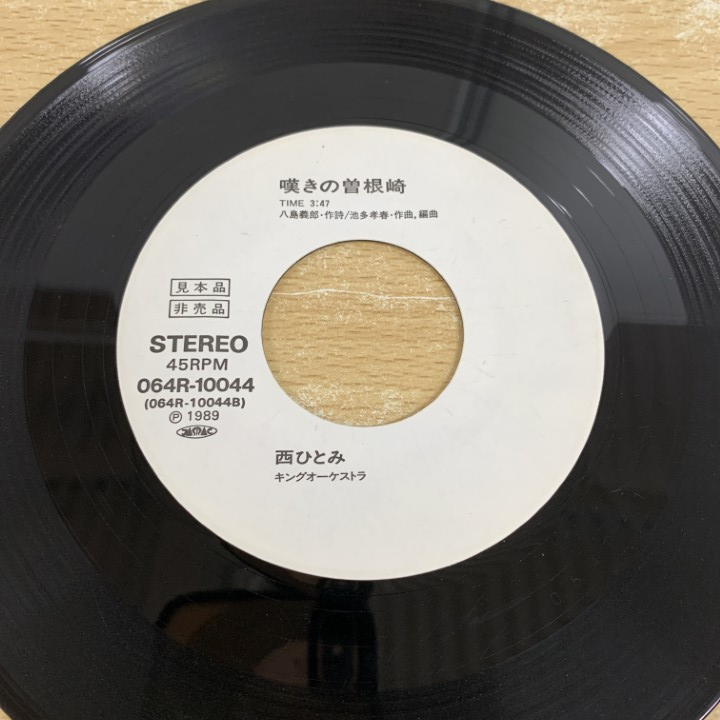 嘆きの曽根崎
TIME 3:47
八島義郎・作詩/池多孝春・作曲。編曲
見本品
非売品
STEREO
45RPM
064R-10044
(064R-10044B)
Ⓟ 1989
西ひとみ
キングオーケストラ